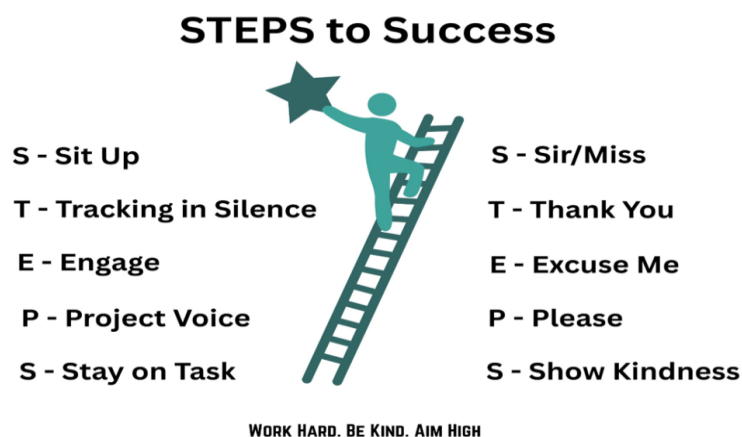 STEPS to Success
S - Sit Up
T - Tracking in Silence
E - Engage
P - Project Voice
S - Stay on Task
S - Sir/Miss
T - Thank You
E - Excuse Me
P - Please
S - Show Kindness
Work Hard. Be Kind. Aim High